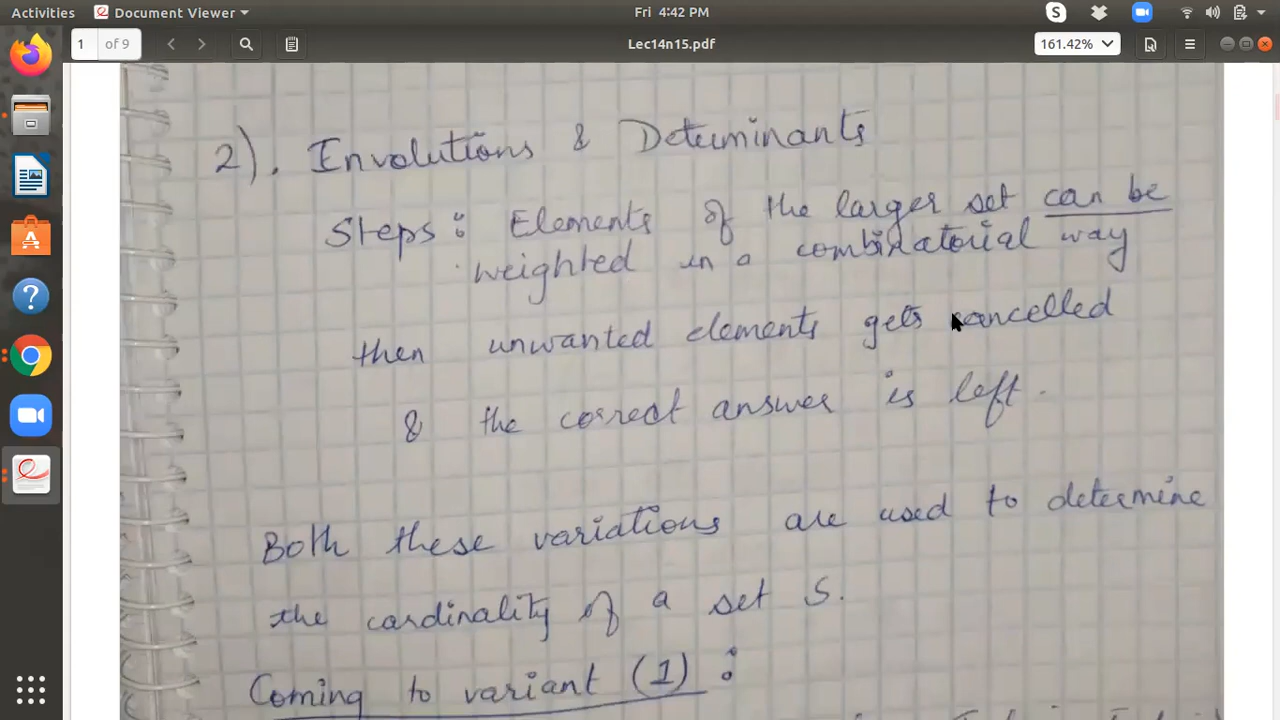 Activities Document Viewer Fri 4:42 PM
1 of 9 Lec14n15.pdf 161.42%
2). Involutions & Determinants
Steps: Elements of the larger set can be
weighted in a combinatorial way
then unwanted elements gets cancelled
& the correct answer is left.
Both these variations are used to determine
the cardinality of a set S.
Coming to variant (1) :